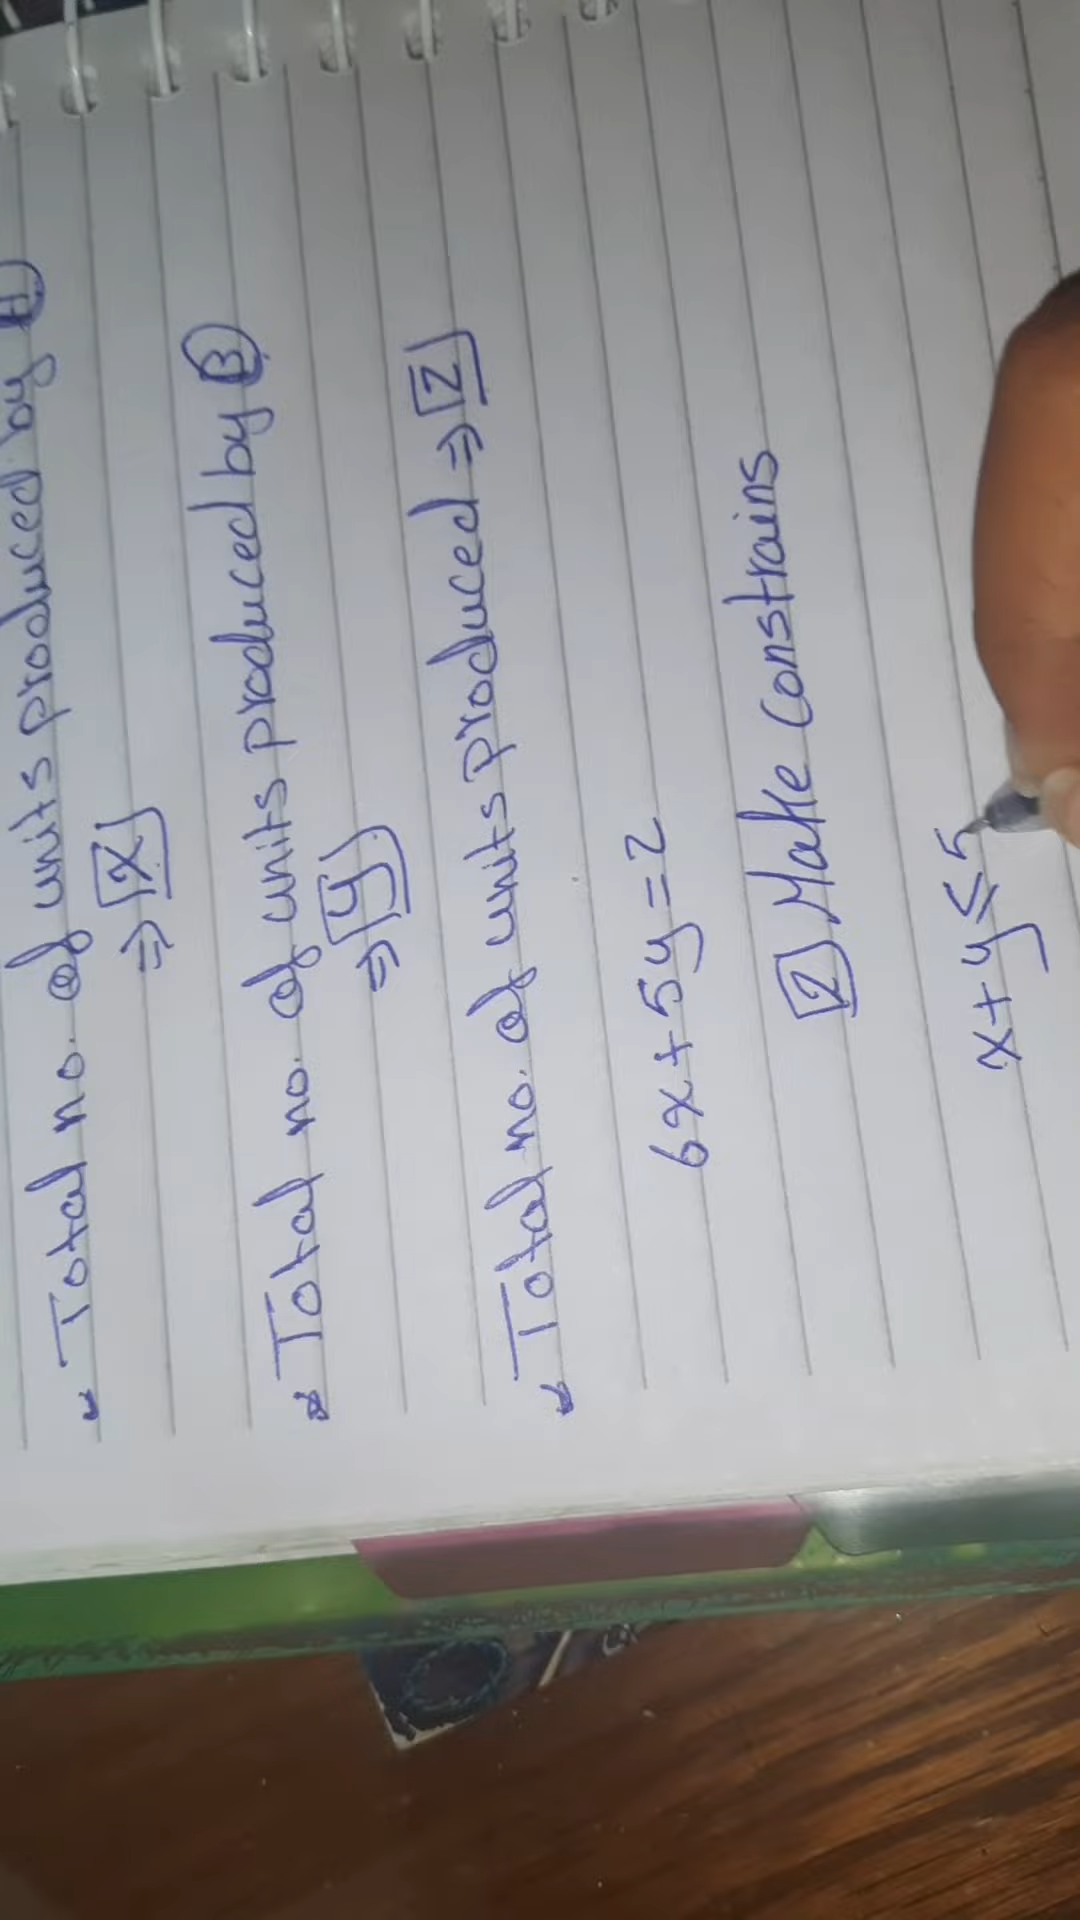 Total no. of units produced by A
⇒ x
Total no. of units produced by B
⇒ y
Total no. of units produced ⇒ Z
6x + 5y = Z
2 Make Constrains
x + y ≤ 5